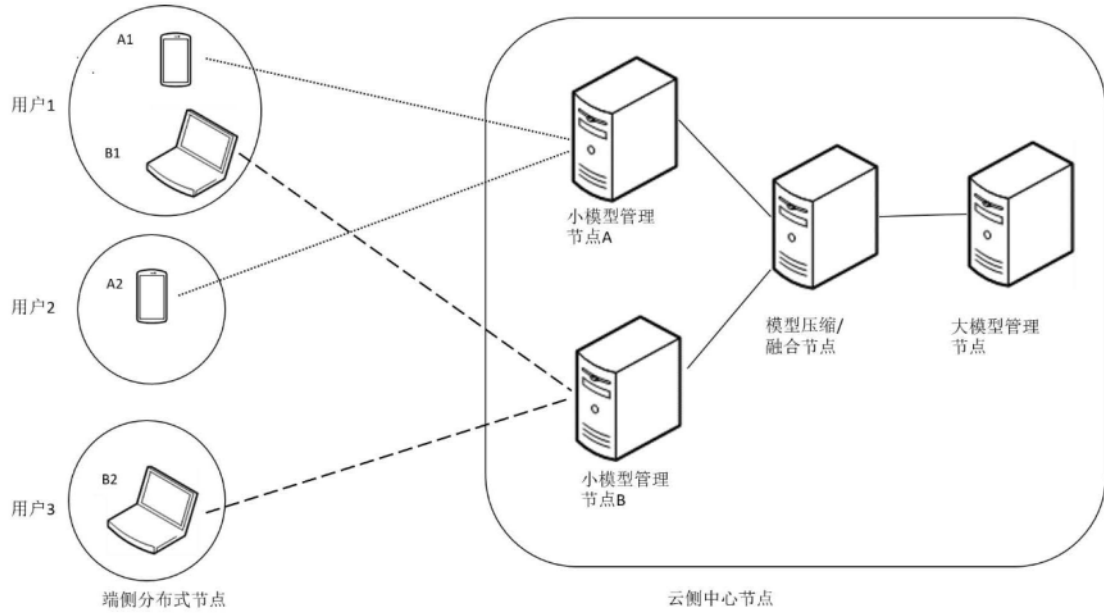 A1
用户1
B1
小模型管理
节点A
A2
用户2
模型压缩/
融合节点
大模型管理
节点
B2
用户3
小模型管理
节点B
端侧分布式节点
云侧中心节点